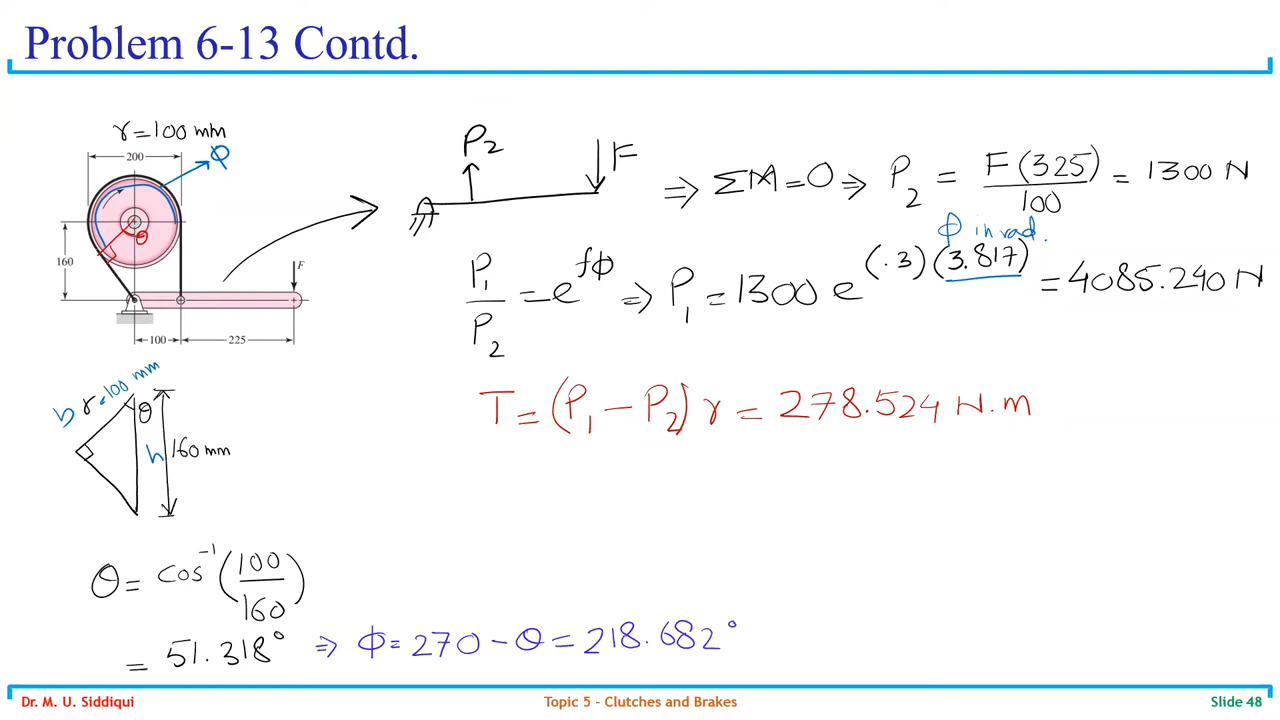 Problem 6-13 Contd.
r = 100 mm
200
ϕ
θ
160
F
100
225
P2
F
⇒ ΣM = 0 ⇒ P2 = F(325)/100 = 1300 N
ϕ in rad.
P1/P2 = e^fϕ ⇒ P1 = 1300 e^(.3)(3.817) = 4085.240 N
T = (P1 − P2) r = 278.524 N.m
b r = 100 mm
θ
h 160 mm
θ = cos⁻¹(100/160)
= 51.318° ⇒ ϕ = 270 − θ = 218.682°
Dr. M. U. Siddiqui
Topic 5 - Clutches and Brakes
Slide 48